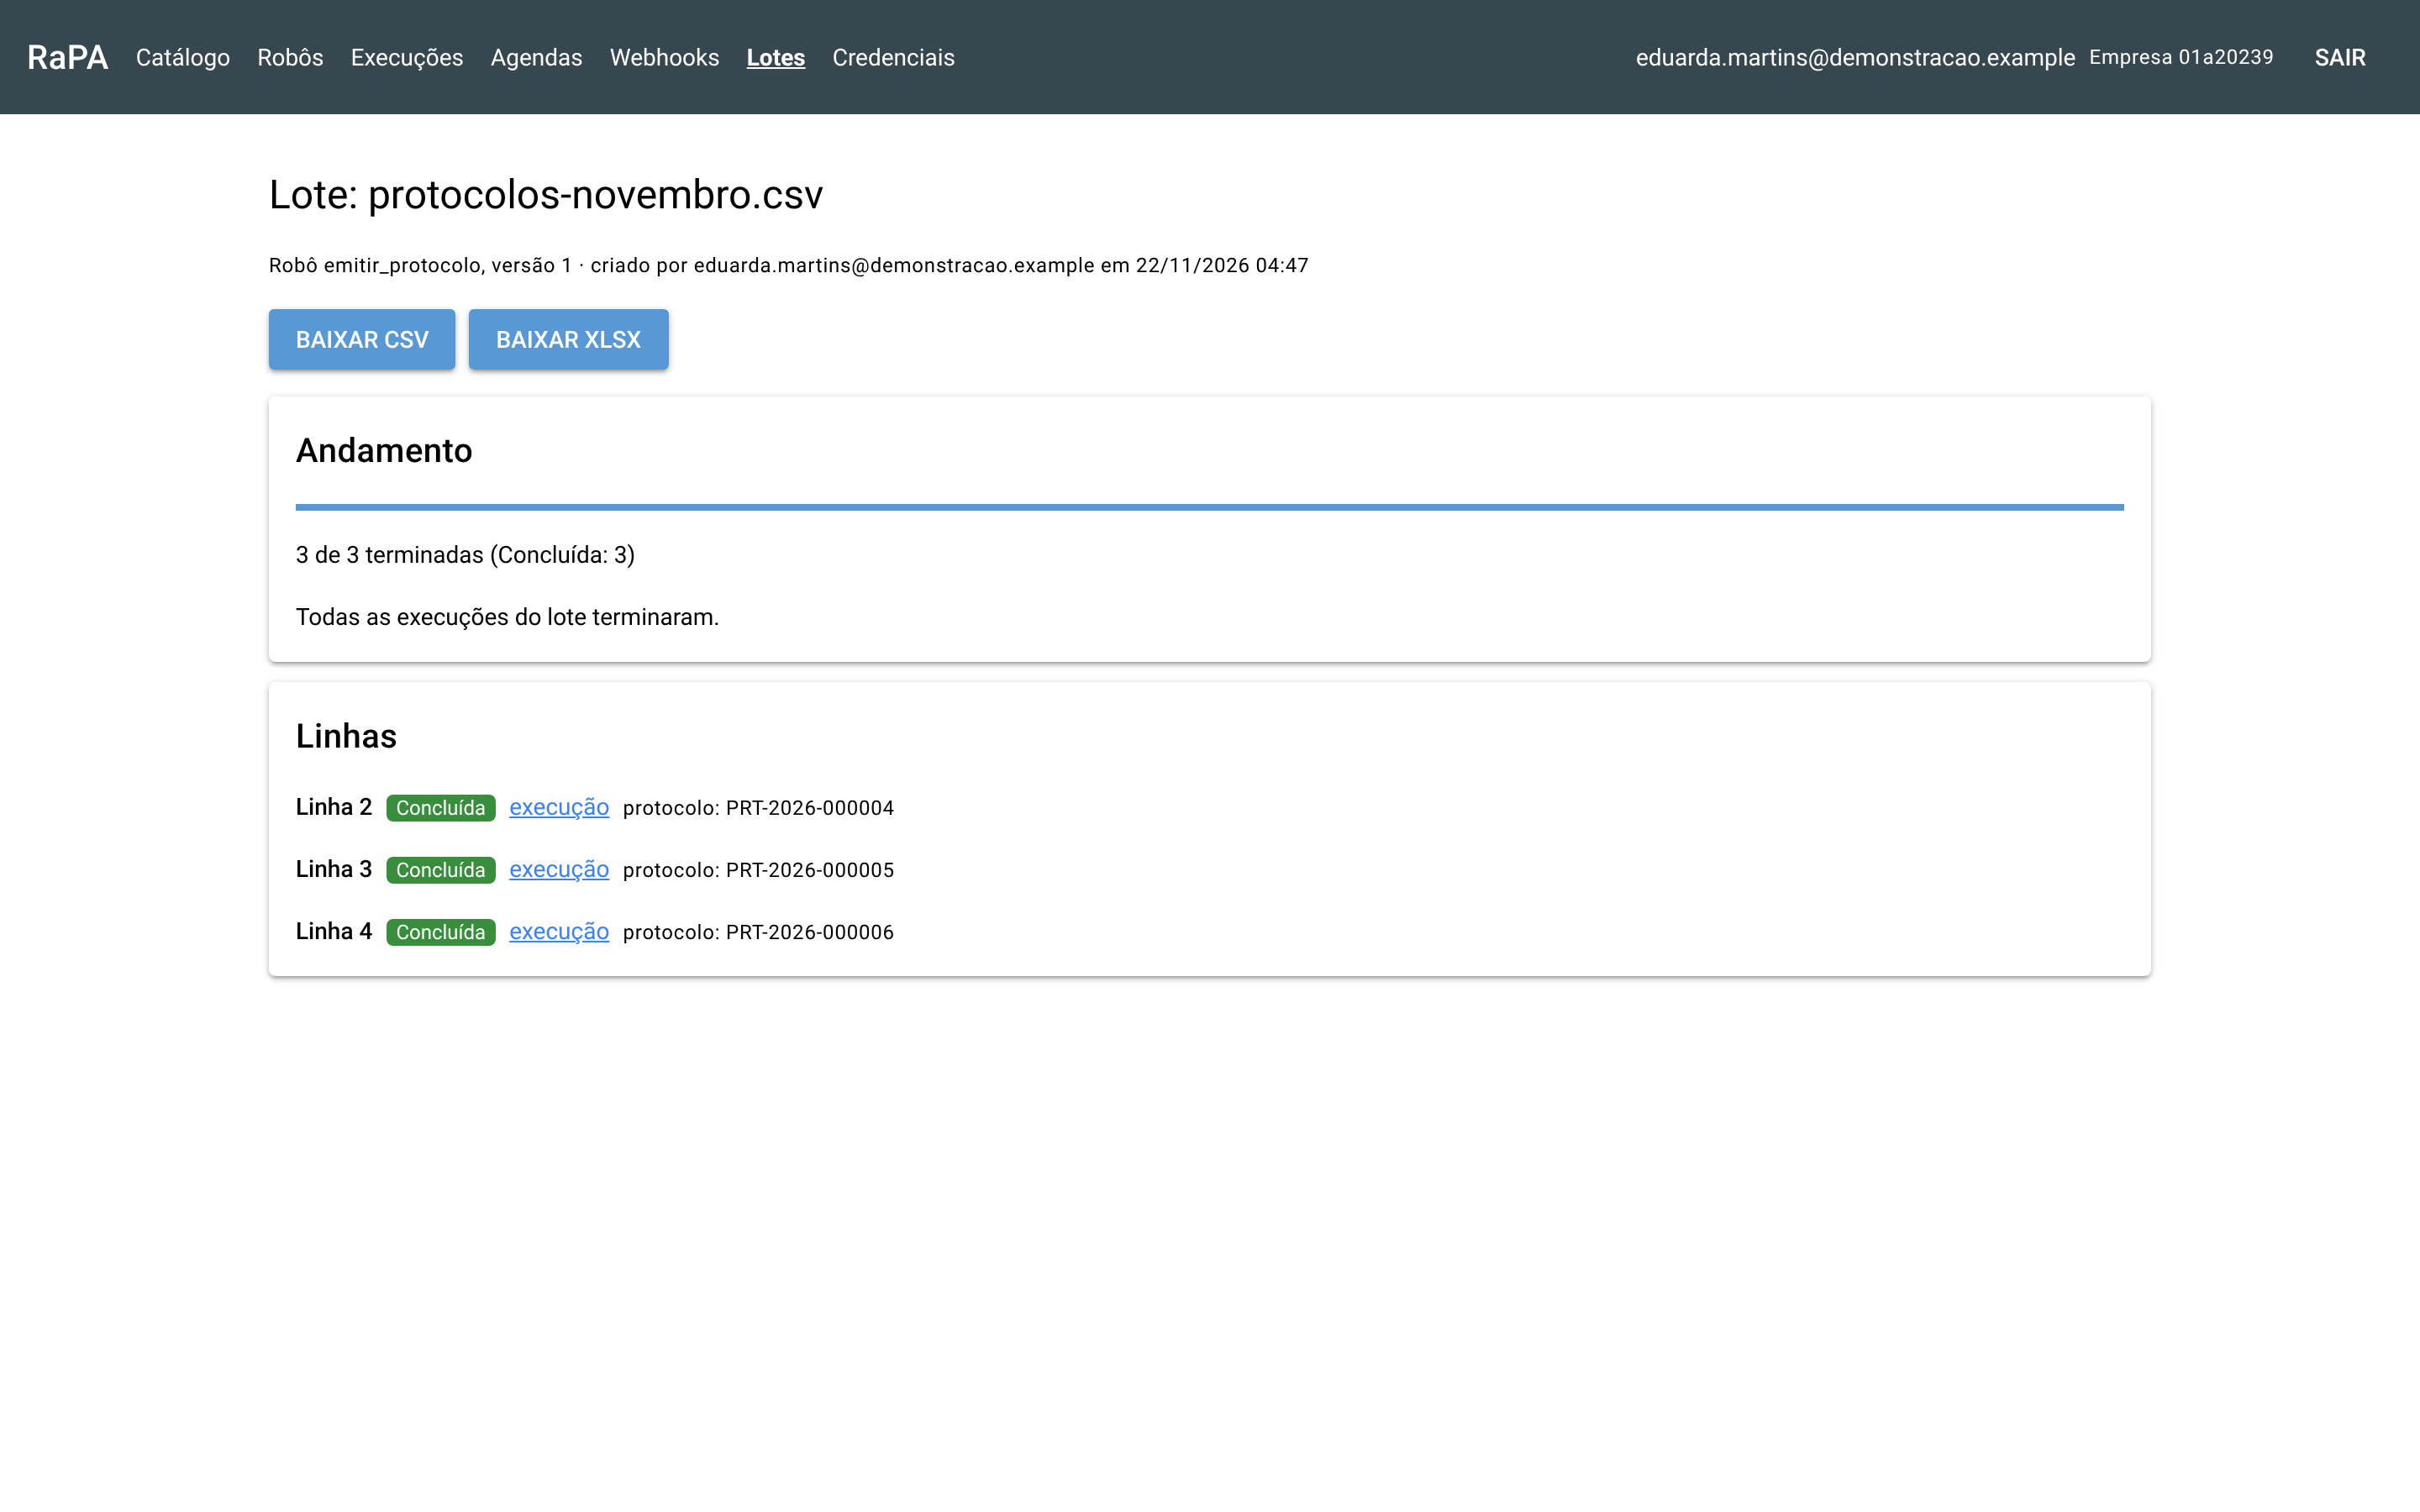 RaPA Catálogo Robôs Execuções Agendas Webhooks Lotes Credenciais eduarda.martins@demonstracao.example Empresa 01a20239 SAIR
Lote: protocolos-novembro.csv
Robô emitir_protocolo, versão 1 · criado por eduarda.martins@demonstracao.example em 22/11/2026 04:47
BAIXAR CSV BAIXAR XLSX
Andamento
3 de 3 terminadas (Concluída: 3)
Todas as execuções do lote terminaram.
Linhas
Linha 2 Concluída execução protocolo: PRT-2026-000004
Linha 3 Concluída execução protocolo: PRT-2026-000005
Linha 4 Concluída execução protocolo: PRT-2026-000006